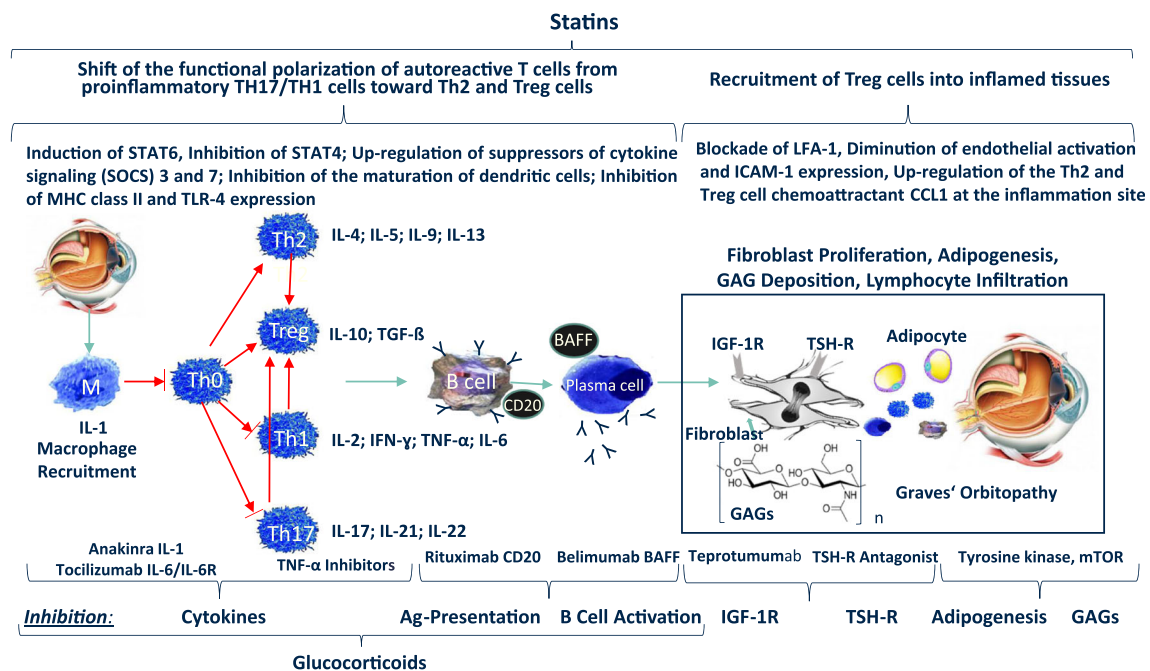 Statins
Shift of the functional polarization of autoreactive T cells from
proinflammatory TH17/TH1 cells toward Th2 and Treg cells
Recruitment of Treg cells into inflamed tissues
Induction of STAT6, Inhibition of STAT4; Up-regulation of suppressors of cytokine
signaling (SOCS) 3 and 7; Inhibition of the maturation of dendritic cells; Inhibition
of MHC class II and TLR-4 expression
Blockade of LFA-1, Diminution of endothelial activation
and ICAM-1 expression, Up-regulation of the Th2 and
Treg cell chemoattractant CCL1 at the inflammation site
Th2
IL-4; IL-5; IL-9; IL-13
Treg
IL-10; TGF-ß
M
Th0
IL-1
Macrophage
Recruitment
Th1
IL-2; IFN-ɣ; TNF-α; IL-6
Th17
IL-17; IL-21; IL-22
B cell
CD20
BAFF
Plasma cell
Fibroblast Proliferation, Adipogenesis,
GAG Deposition, Lymphocyte Infiltration
IGF-1R
TSH-R
Adipocyte
Fibroblast
OH
O
OH
O
HO
OH
O
OH
HO
O
O
NH
O
n
GAGs
Graves‘ Orbitopathy
Anakinra IL-1
Tocilizumab IL-6/IL-6R
TNF-α Inhibitors
Rituximab CD20
Belimumab BAFF
Teprotumumab
TSH-R Antagonist
Tyrosine kinase, mTOR
Inhibition:
Cytokines
Ag-Presentation
B Cell Activation
IGF-1R
TSH-R
Adipogenesis
GAGs
Glucocorticoids